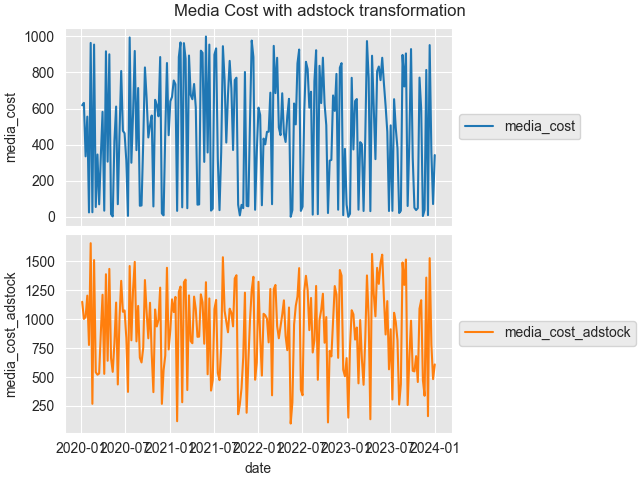 Media Cost with adstock transformation
1000
800
600
400
200
0
media_cost
media_cost
1500
1250
1000
750
500
250
media_cost_adstock
media_cost_adstock
2020-01 2020-07 2021-01 2021-07 2022-01 2022-07 2023-01 2023-07 2024-01
date